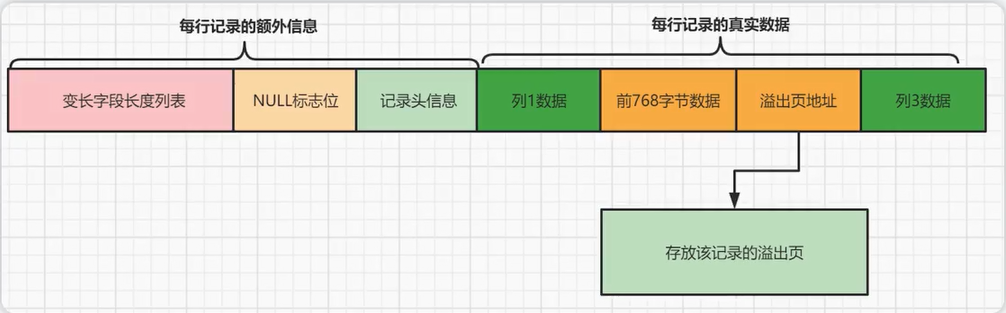 每行记录的额外信息
每行记录的真实数据
变长字段长度列表
NULL标志位
记录头信息
列1数据
前768字节数据
溢出页地址
列3数据
存放该记录的溢出页